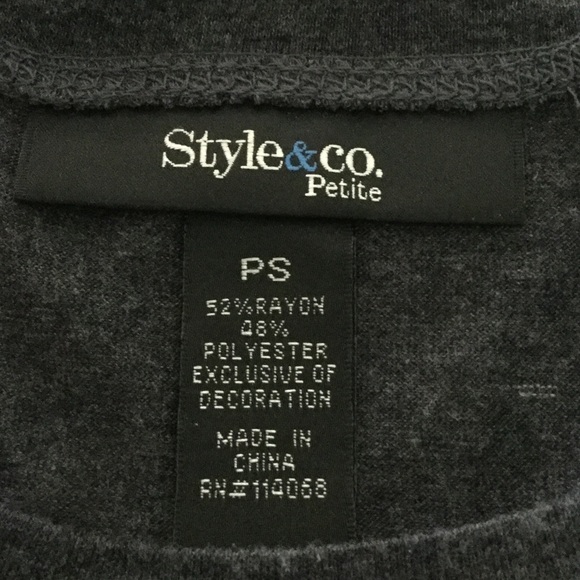 Style&co.
Petite
PS
52%RAYON
48%
POLYESTER
EXCLUSIVE OF
DECORATION
MADE IN
CHINA
RN#114068